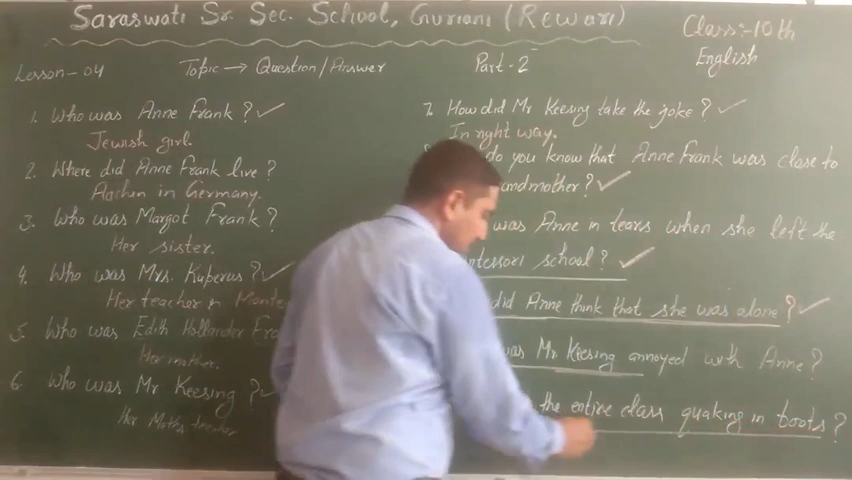 Saraswati Sr. Sec. School, Guriani (Rewari)
Class:-10th
English
Lesson-04
Topic → Question/Answer
Part-2
1. Who was Anne Frank? ✓
Jewish girl.
2. Where did Anne Frank live?
Aachen in Germany.
3. Who was Margot Frank?
Her sister.
4. Who was Mrs. Kuperus? ✓
Her teacher in
5. Who was Edith Hollander
Her mother.
6. Who was Mr Keesing?
Her Maths teacher
7. How did Mr Keesing take the joke? ✓
In right way.
do you know that Anne Frank was close to
andmother? ✓
was Anne in tears when she left the
ntessori school? ✓
did Anne think that she was alone? ✓
was Mr Keesing annoyed with Anne?
the entire class quaking in boots?